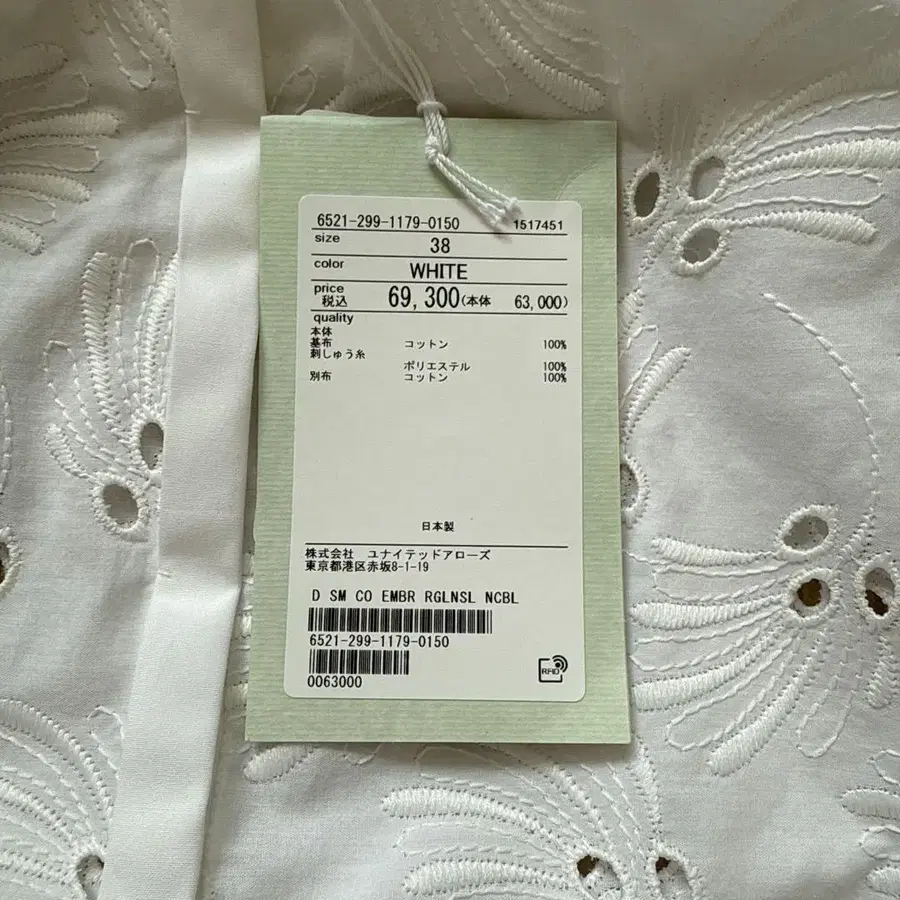 6521-299-1179-0150 1517451
size 38
color WHITE
price
税込 69,300(本体 63,000)
quality
本体
基布 コットン 100%
刺しゅう糸
ポリエステル 100%
別布 コットン 100%
日本製
株式会社 ユナイテッドアローズ
東京都港区赤坂8-1-19
D SM CO EMBR RGLNSL NCBL
6521-299-1179-0150
0063000
RFID